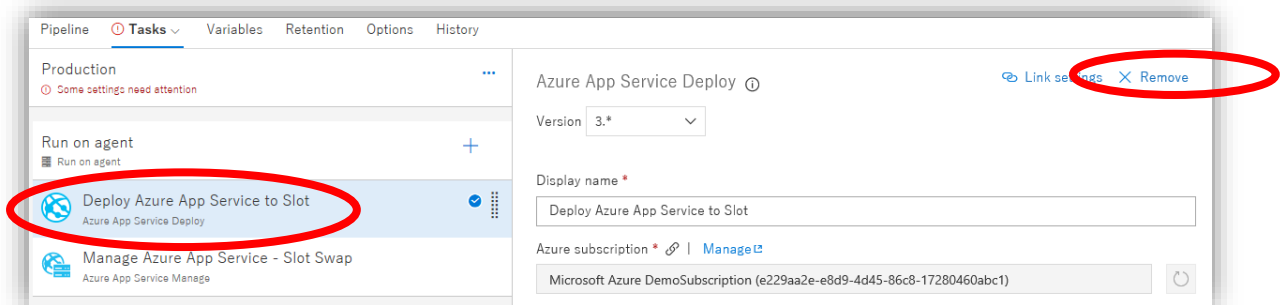 Pipeline Tasks Variables Retention Options History
Production
Some settings need attention
Run on agent
Run on agent
Deploy Azure App Service to Slot
Azure App Service Deploy
Manage Azure App Service - Slot Swap
Azure App Service Manage
Azure App Service Deploy
Link settings Remove
Version 3.*
Display name *
Deploy Azure App Service to Slot
Azure subscription * | Manage
Microsoft Azure DemoSubscription (e229aa2e-e8d9-4d45-86c8-17280460abc1)